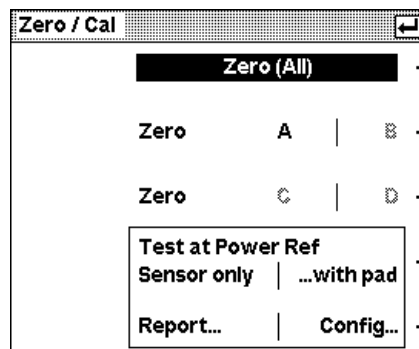 Zero / Cal
Zero (All)
Zero A | B
Zero C | D
Test at Power Ref
Sensor only | ...with pad
Report... | Config...